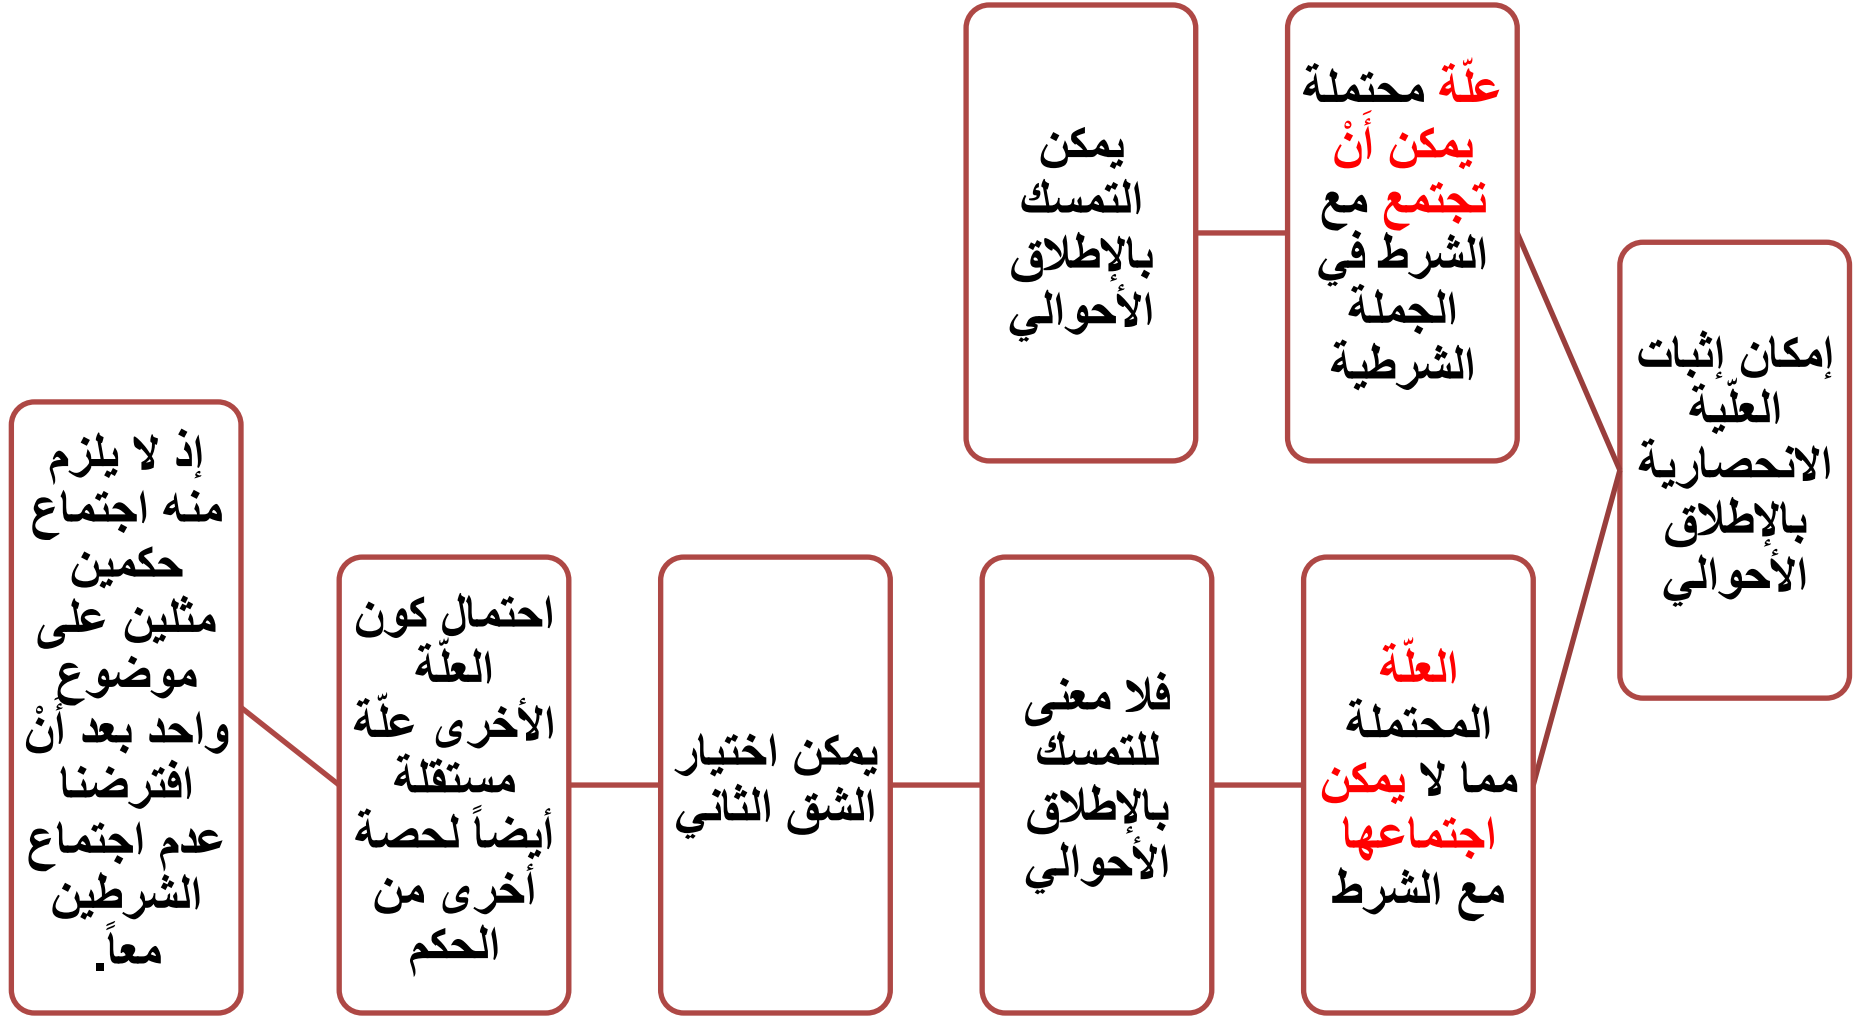 إمكان إثبات
العلّية
الانحصارية
بالإطلاق
الأحوالي
علّة محتملة
يمكن أَنْ
تجتمع مع
الشرط في
الجملة
الشرطية
يمكن
التمسك
بالإطلاق
الأحوالي
العلّة
المحتملة
مما لا يمكن
اجتماعها
مع الشرط
فلا معنى
للتمسك
بالإطلاق
الأحوالي
يمكن اختيار
الشق الثاني
احتمال كون
العلّة
الأخرى علّة
مستقلة
أيضاً لحصة
أخرى من
الحكم
إذ لا يلزم
منه اجتماع
حكمين
مثلين على
موضوع
واحد بعد أَنْ
افترضنا
عدم اجتماع
الشرطين
معاً.